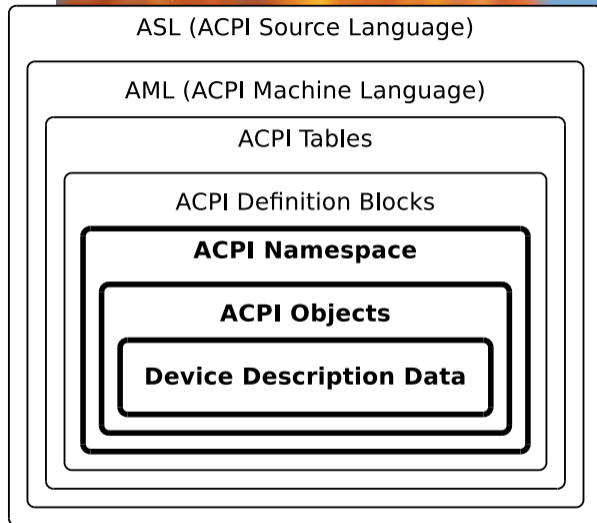 ASL (ACPI Source Language)
AML (ACPI Machine Language)
ACPI Tables
ACPI Definition Blocks
ACPI Namespace
ACPI Objects
Device Description Data